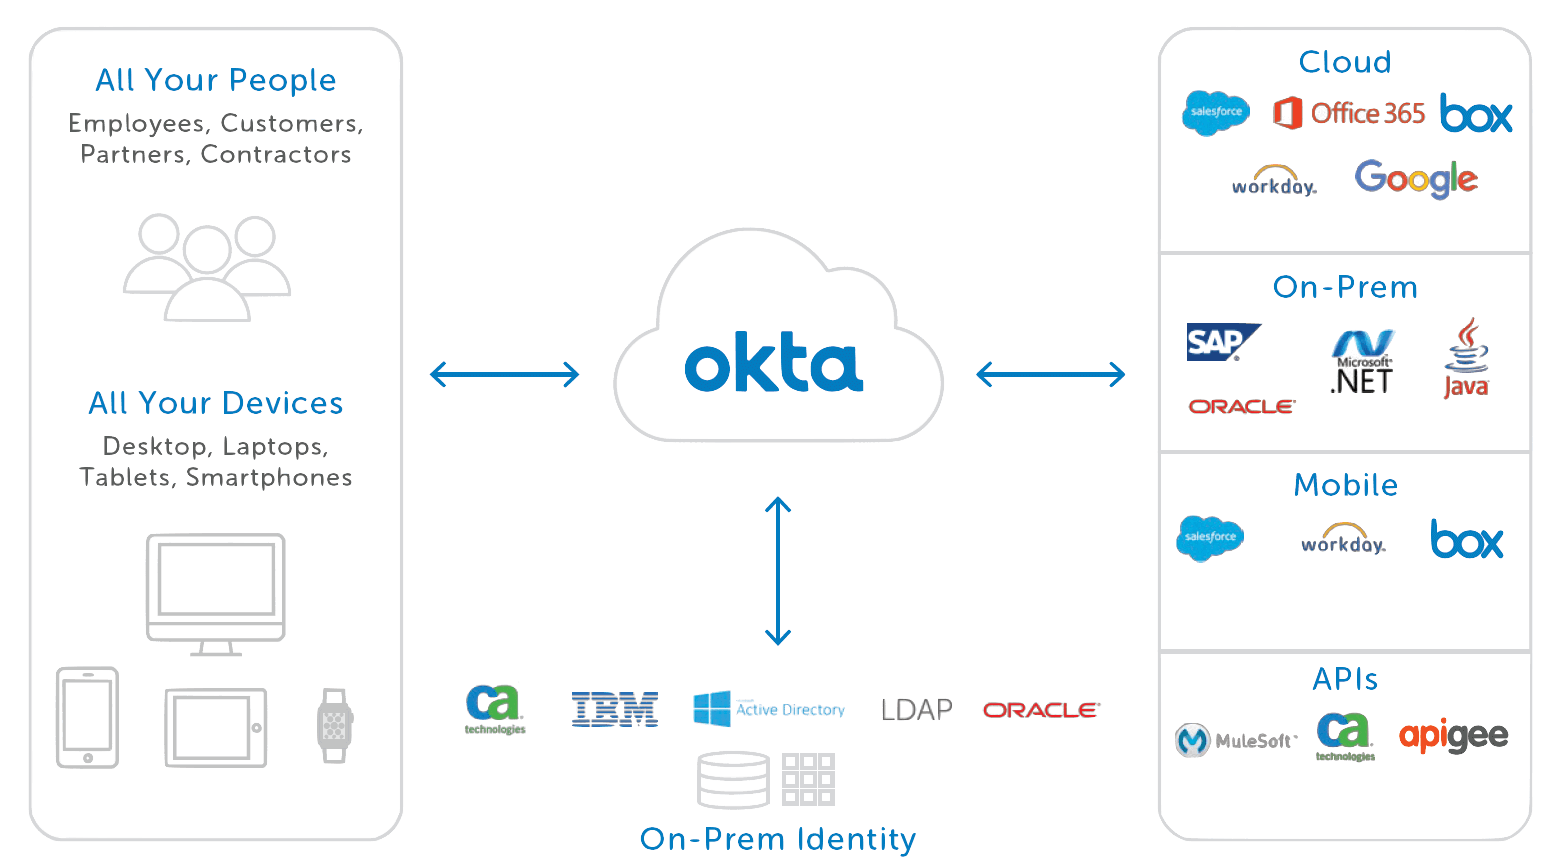 All Your People
Employees, Customers,
Partners, Contractors
All Your Devices
Desktop, Laptops,
Tablets, Smartphones
okta
ca
technologies
IBM
Microsoft
Active Directory
LDAP
ORACLE
On-Prem Identity
Cloud
salesforce
Office 365
box
workday.
Google
On-Prem
SAP
Microsoft
.NET
Java
ORACLE
Mobile
salesforce
workday.
box
APIs
MuleSoft
ca
technologies
apigee